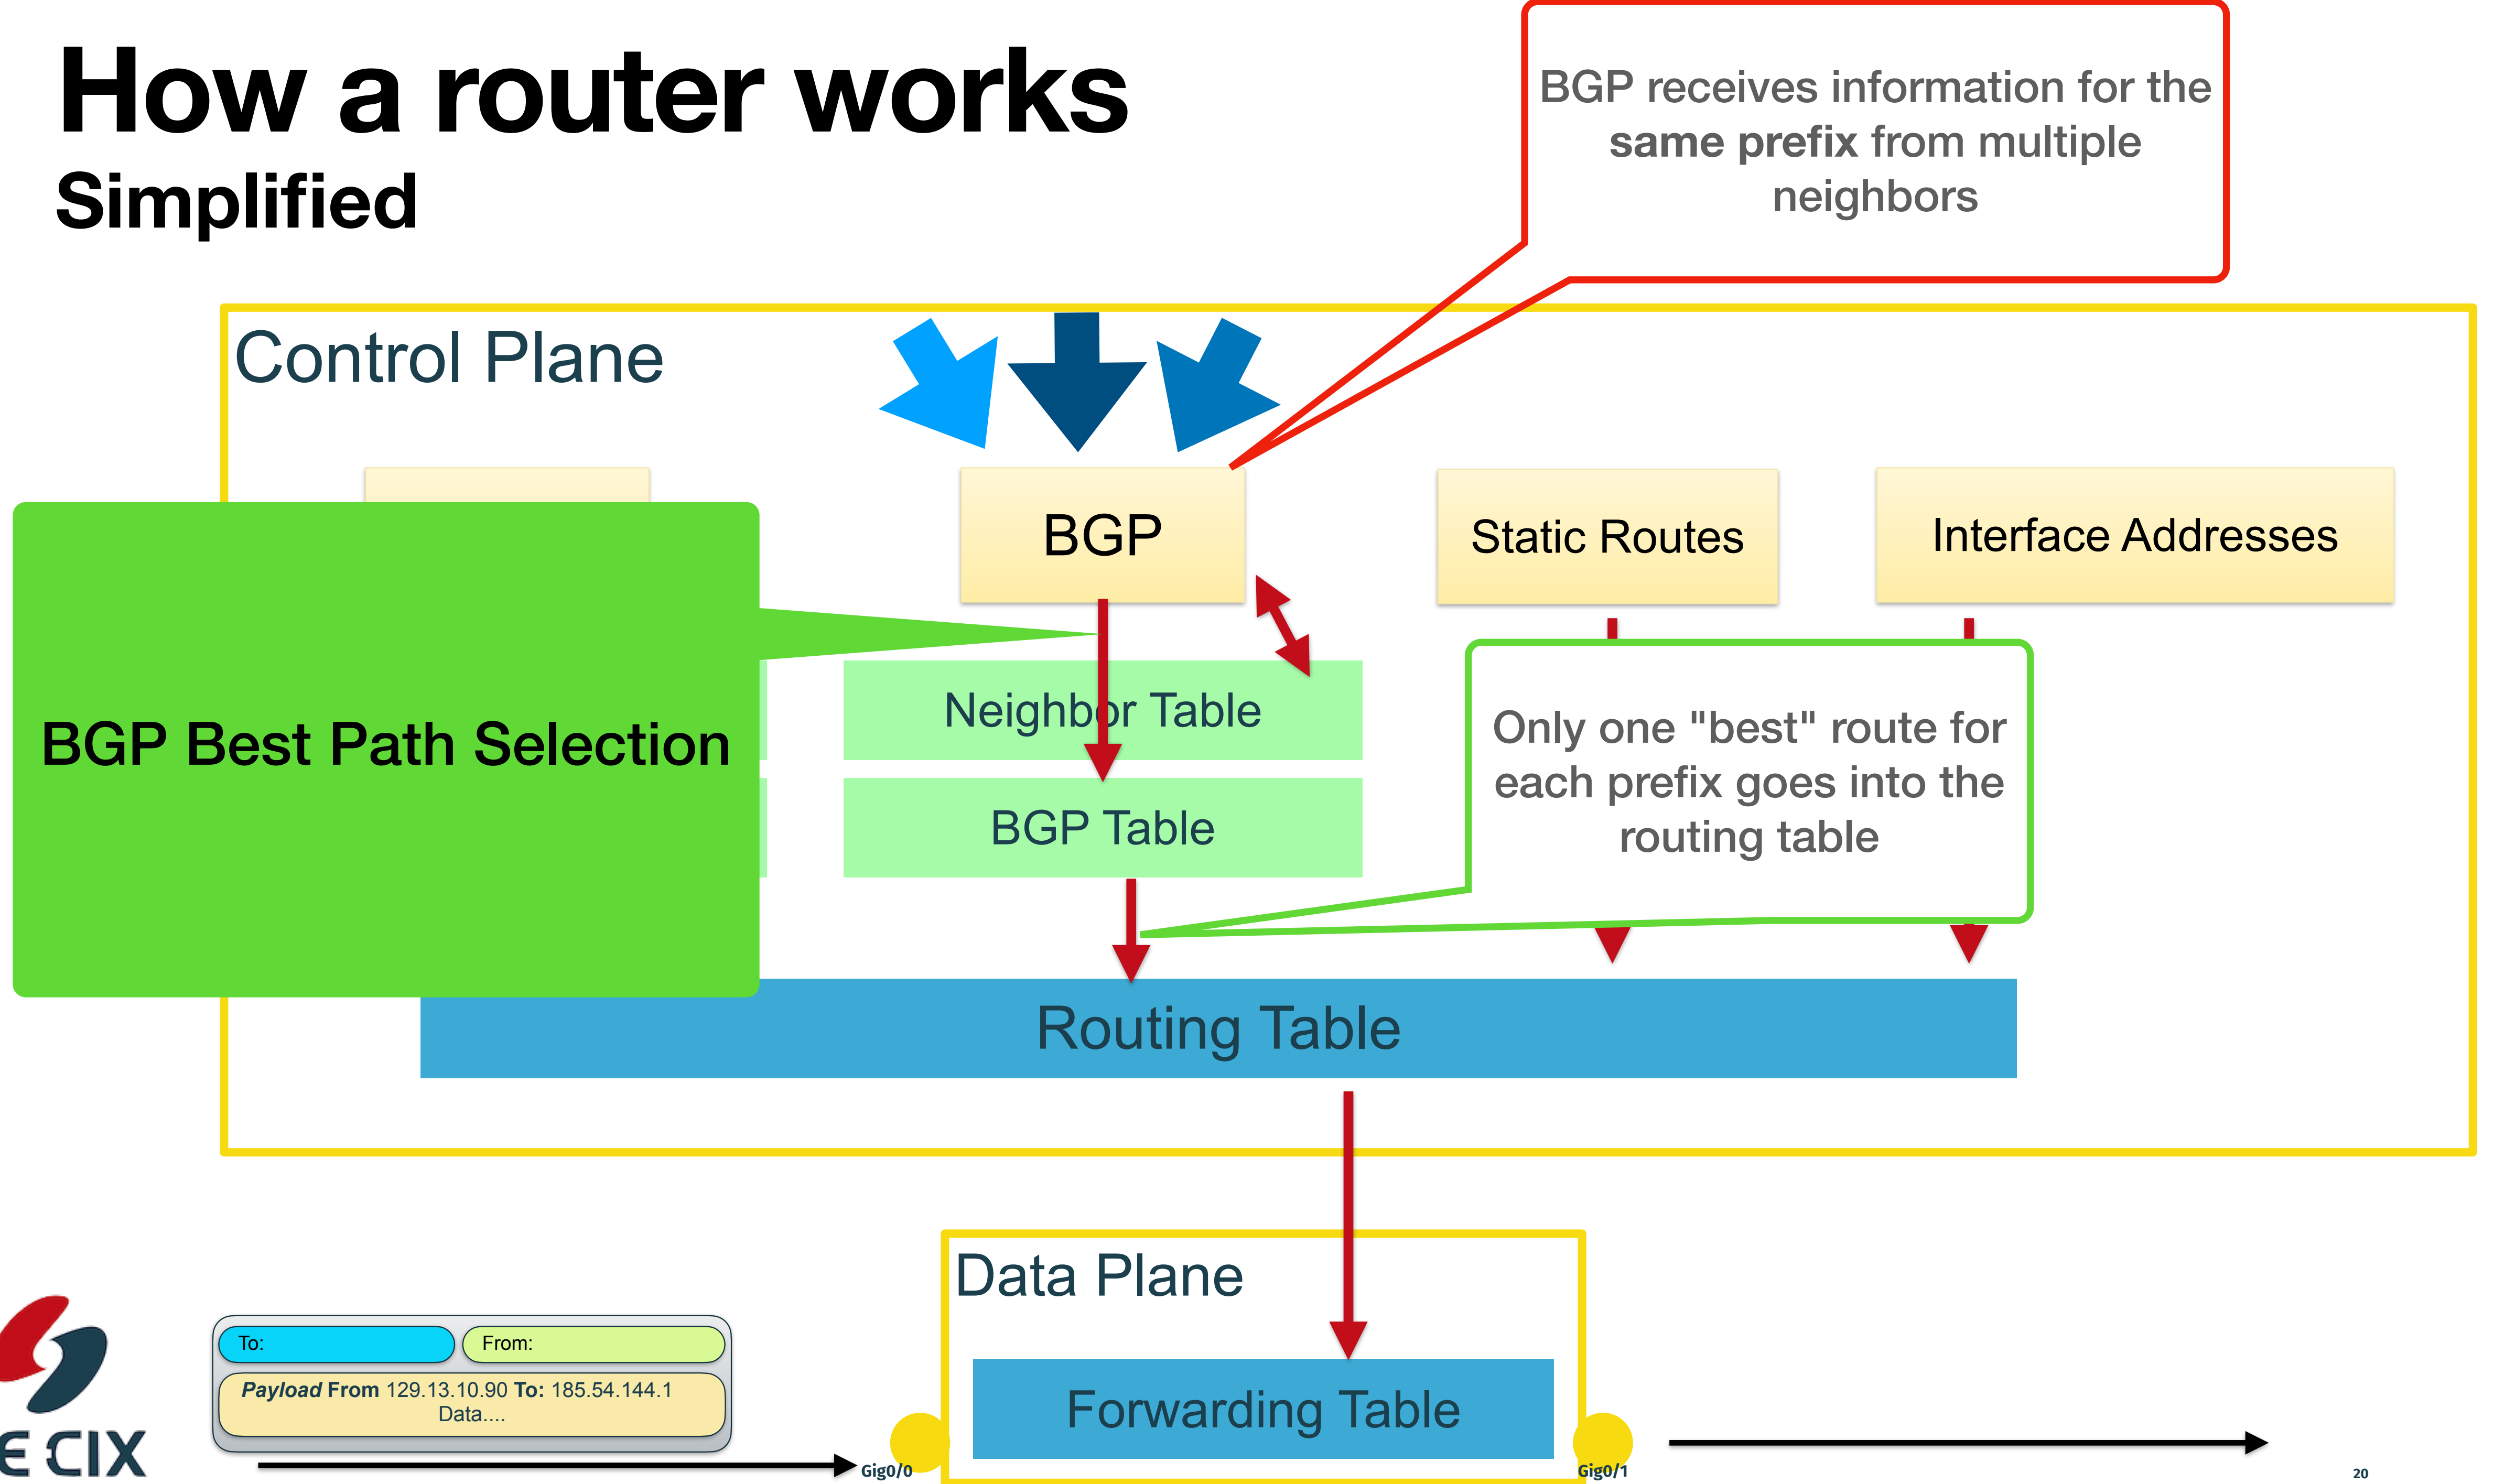 How a router works
Simplified
BGP receives information for the
same prefix from multiple
neighbors
Control Plane
BGP
Static Routes
Interface Addresses
BGP Best Path Selection
Neighbor Table
BGP Table
Only one "best" route for
each prefix goes into the
routing table
Routing Table
Data Plane
To:
From:
Payload From 129.13.10.90 To: 185.54.144.1
Data....
Forwarding Table
E CIX
Gig0/0
Gig0/1
20